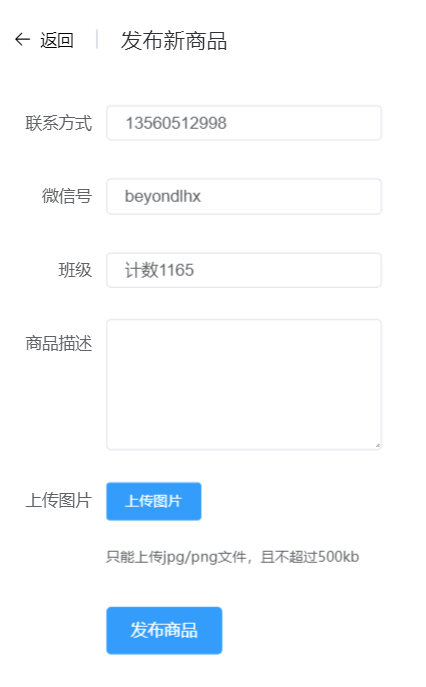 返回 发布新商品
联系方式 13560512998
微信号 beyondlhx
班级 计数1165
商品描述
上传图片 上传图片
只能上传jpg/png文件，且不超过500kb
发布商品